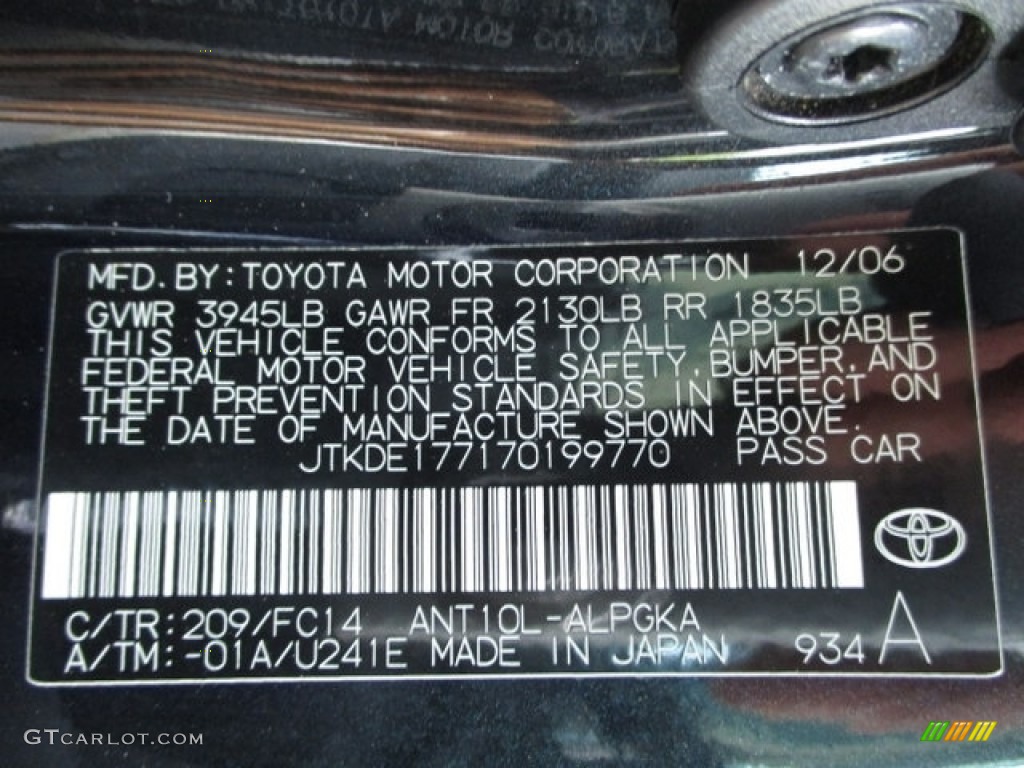 MFD. BY: TOYOTA MOTOR CORPORATION 12/06
GVWR 3945LB GAWR FR 2130LB RR 1835LB
THIS VEHICLE CONFORMS TO ALL APPLICABLE
FEDERAL MOTOR VEHICLE SAFETY, BUMPER, AND
THEFT PREVENTION STANDARDS IN EFFECT ON
THE DATE OF MANUFACTURE SHOWN ABOVE.
JTKDE177170199770 PASS CAR
C/TR: 209/FC14 ANT10L-ALPGKA
A/TM: -01A/U241E MADE IN JAPAN 934 A
GTCARLOT.COM